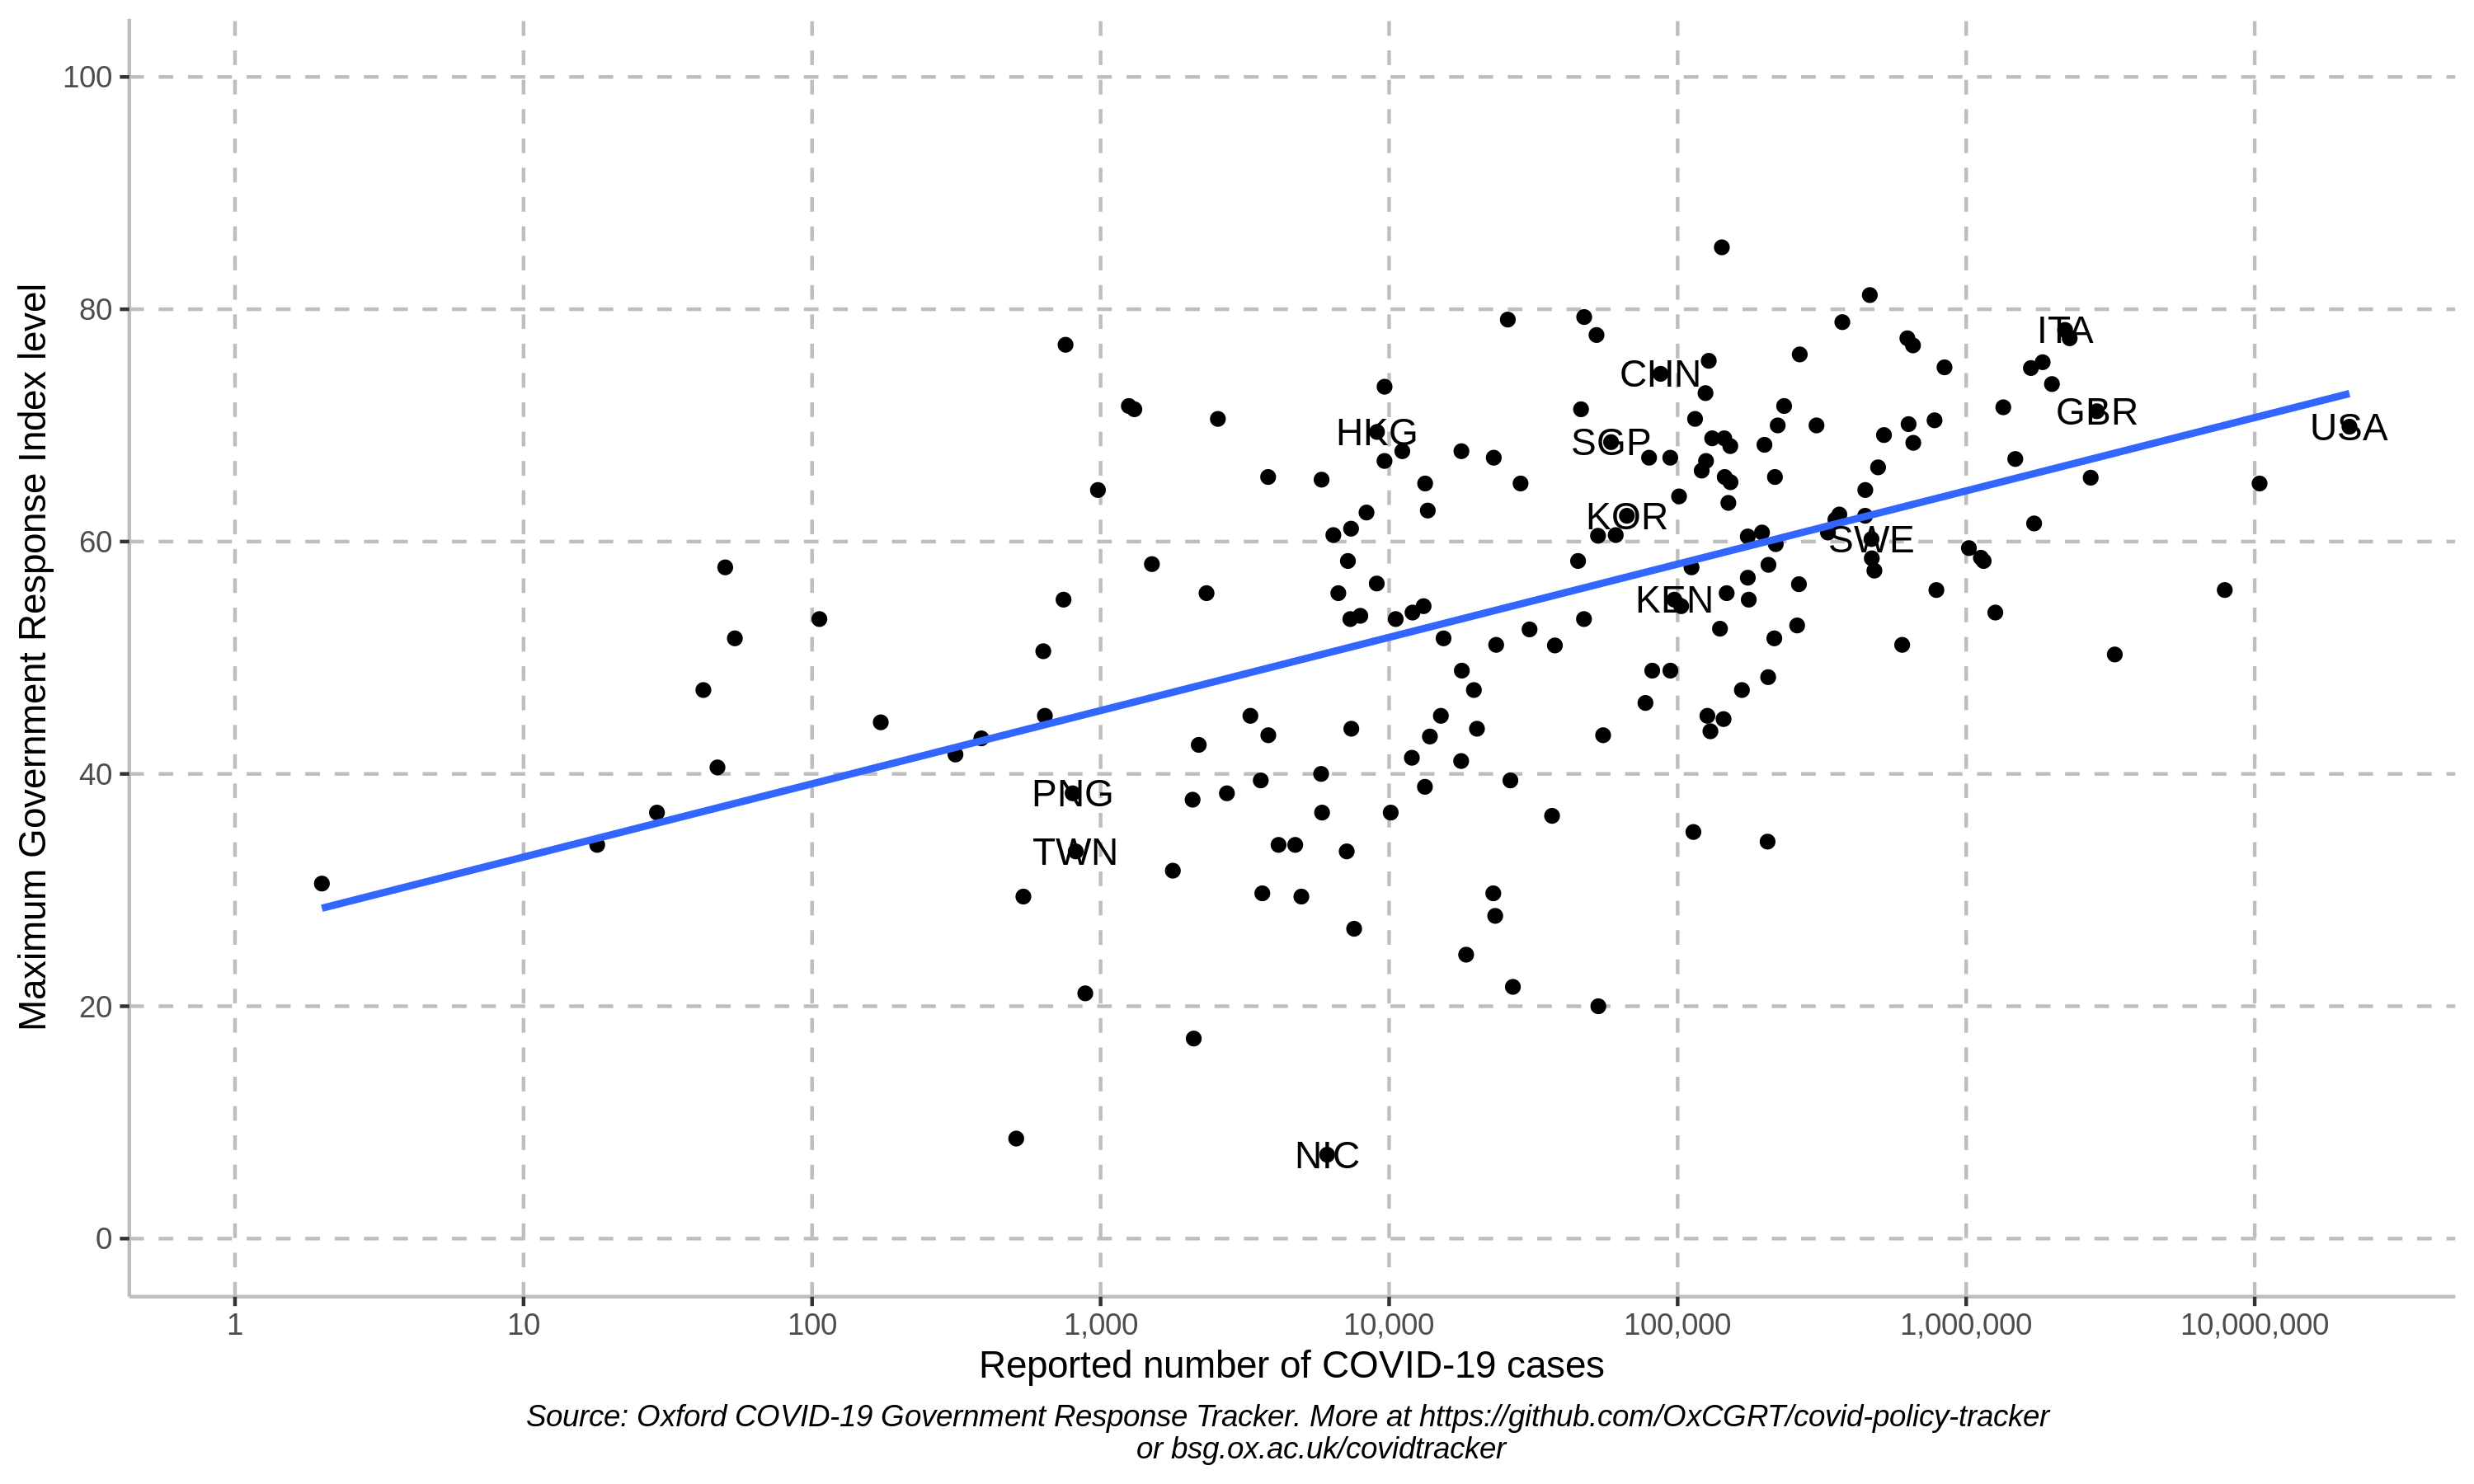 100
80
60
40
20
0
Maximum Government Response Index level
ITA
CHN
GBR
HKG
USA
SGP
KOR
SWE
KEN
PNG
TWN
NIC
1
10
100
1,000
10,000
100,000
1,000,000
10,000,000
Reported number of COVID-19 cases
Source: Oxford COVID-19 Government Response Tracker. More at https://github.com/OxCGRT/covid-policy-tracker
or bsg.ox.ac.uk/covidtracker